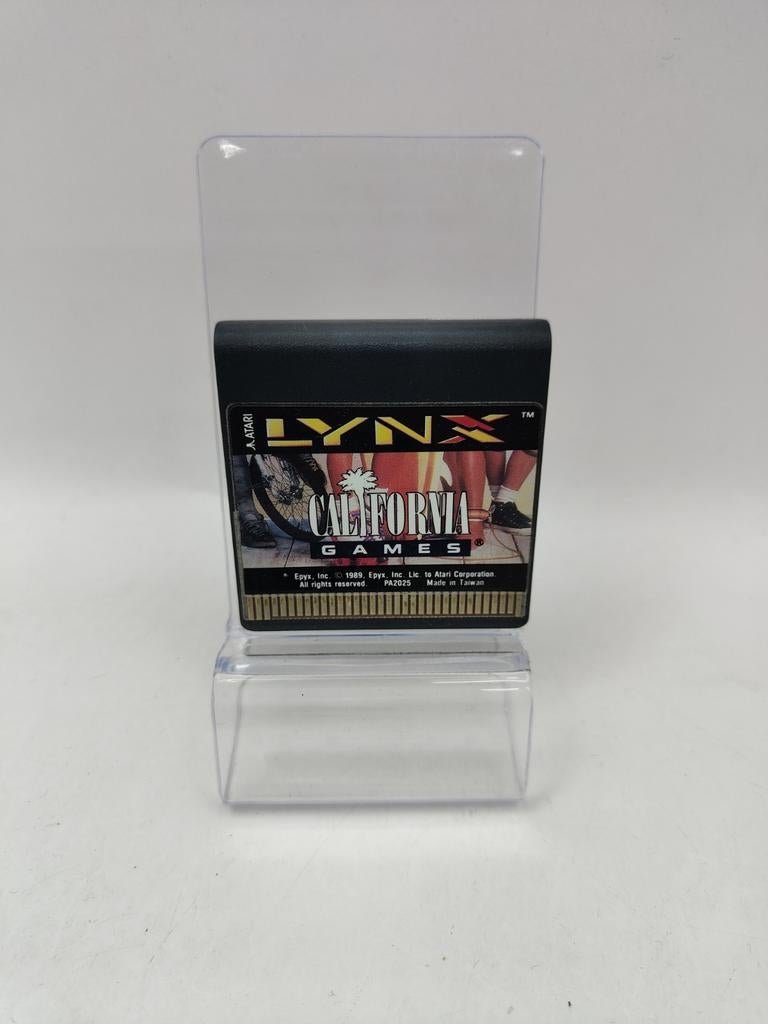 ATARI
LYNX ™
CALIFORNIA
GAMES ®
* Epyx, Inc. © 1989, Epyx, Inc. Lic. to Atari Corporation.
All rights reserved. PA2025 Made in Taiwan